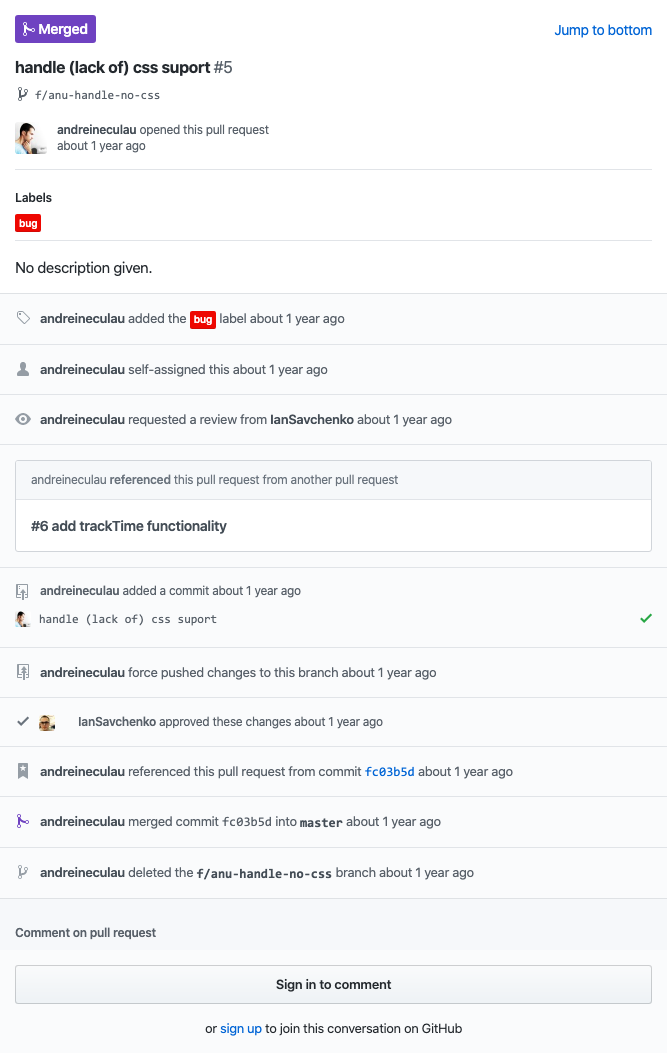 Merged
Jump to bottom
handle (lack of) css suport #5
f/anu-handle-no-css
andreineculau opened this pull request
about 1 year ago
Labels
bug
No description given.
andreineculau added the bug label about 1 year ago
andreineculau self-assigned this about 1 year ago
andreineculau requested a review from IanSavchenko about 1 year ago
andreineculau referenced this pull request from another pull request
#6 add trackTime functionality
andreineculau added a commit about 1 year ago
handle (lack of) css suport
andreineculau force pushed changes to this branch about 1 year ago
IanSavchenko approved these changes about 1 year ago
andreineculau referenced this pull request from commit fc03b5d about 1 year ago
andreineculau merged commit fc03b5d into master about 1 year ago
andreineculau deleted the f/anu-handle-no-css branch about 1 year ago
Comment on pull request
Sign in to comment
or sign up to join this conversation on GitHub